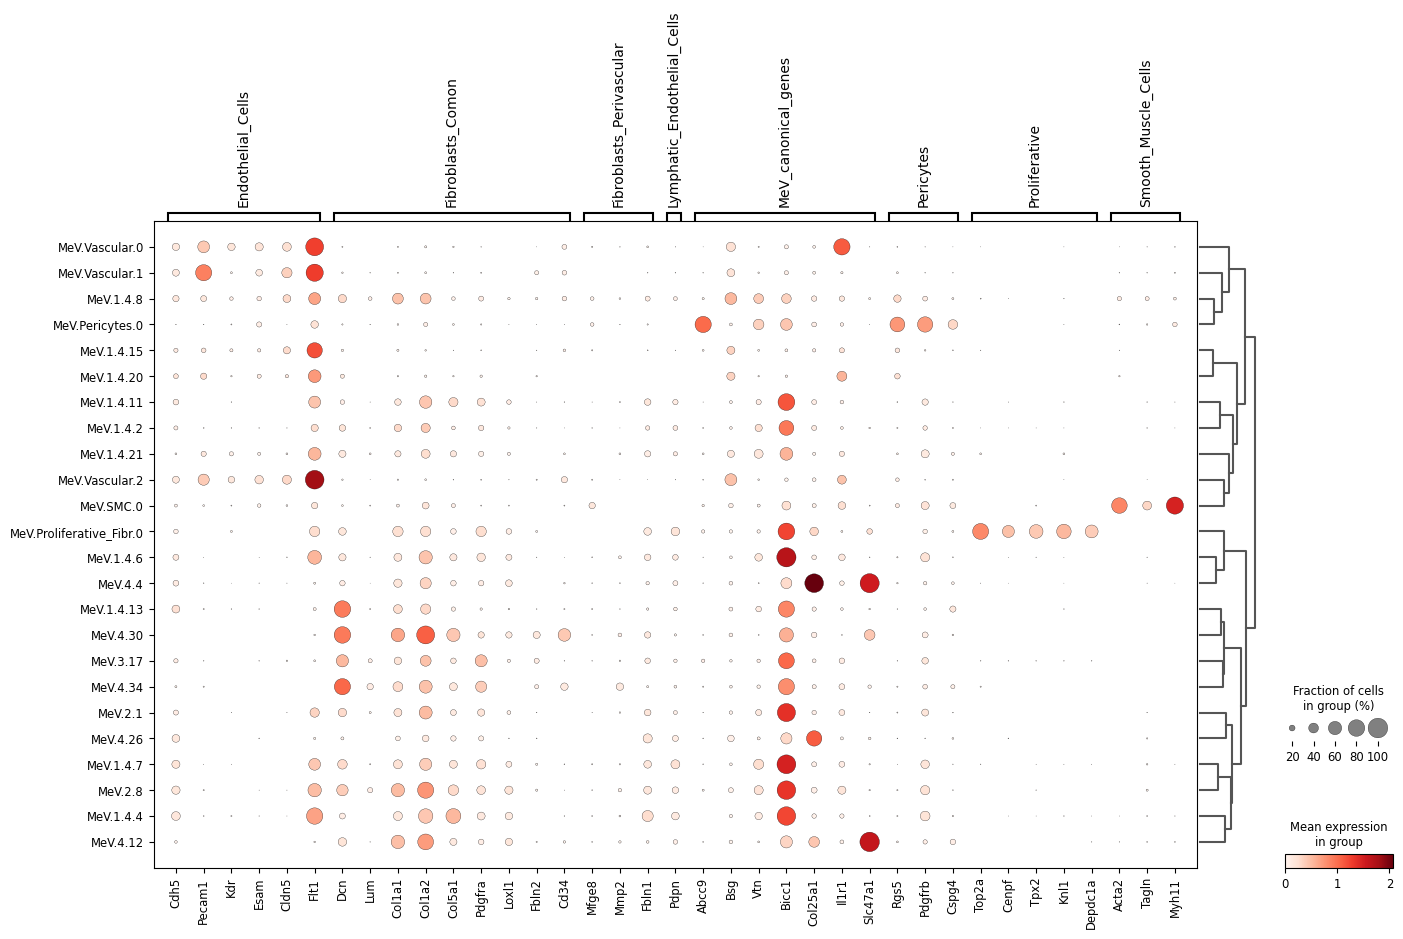 Endothelial_Cells
Fibroblasts_Comon
Fibroblasts_Perivascular
Lymphatic_Endothelial_Cells
MeV_canonical_genes
Pericytes
Proliferative
Smooth_Muscle_Cells
MeV.Vascular.0
MeV.Vascular.1
MeV.1.4.8
MeV.Pericytes.0
MeV.1.4.15
MeV.1.4.20
MeV.1.4.11
MeV.1.4.2
MeV.1.4.21
MeV.Vascular.2
MeV.SMC.0
MeV.Proliferative_Fibr.0
MeV.1.4.6
MeV.4.4
MeV.1.4.13
MeV.4.30
MeV.3.17
MeV.4.34
MeV.2.1
MeV.4.26
MeV.1.4.7
MeV.2.8
MeV.1.4.4
MeV.4.12
Cdh5
Pecam1
Kdr
Esam
Cldn5
Flt1
Dcn
Lum
Col1a1
Col1a2
Col5a1
Pdgfra
Loxl1
Fbln2
Cd34
Mfge8
Mmp2
Fbln1
Pdpn
Abcc9
Bsg
Vtn
Bicc1
Col25a1
Il1r1
Slc47a1
Rgs5
Pdgfrb
Cspg4
Top2a
Cenpf
Tpx2
Knl1
Depdc1a
Acta2
Tagln
Myh11
Fraction of cells
in group (%)
20 40 60 80 100
Mean expression
in group
0 1 2